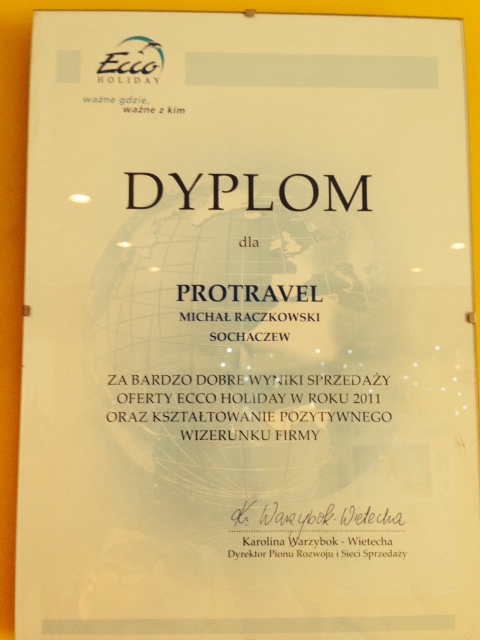 Ecco
HOLIDAY
ważne gdzie,
ważne z kim
DYPLOM
dla
PROTRAVEL
MICHAŁ RACZKOWSKI
SOCHACZEW
ZA BARDZO DOBRE WYNIKI SPRZEDAŻY
OFERTY ECCO HOLIDAY W ROKU 2011
ORAZ KSZTAŁTOWANIE POZYTYWNEGO
WIZERUNKU FIRMY
K. Warzybok-Wietecha
Karolina Warzybok - Wietecha
Dyrektor Pionu Rozwoju i Sieci Sprzedaży